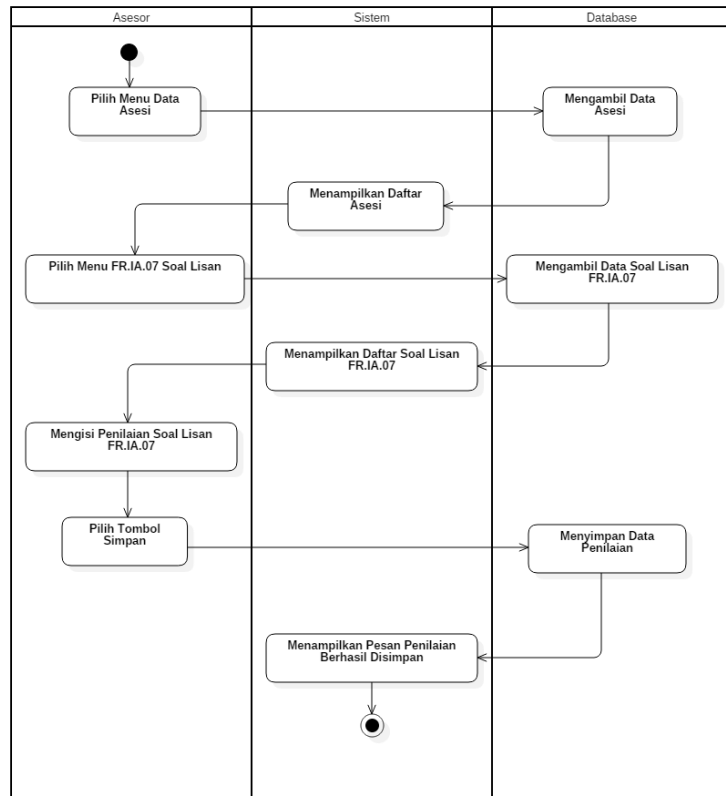 Asesor
Sistem
Database
Pilih Menu Data
Asesi
Mengambil Data
Asesi
Menampilkan Daftar
Asesi
Pilih Menu FR.IA.07 Soal Lisan
Mengambil Data Soal Lisan
FR.IA.07
Menampilkan Daftar Soal Lisan
FR.IA.07
Mengisi Penilaian Soal Lisan
FR.IA.07
Pilih Tombol
Simpan
Menyimpan Data
Penilaian
Menampilkan Pesan Penilaian
Berhasil Disimpan